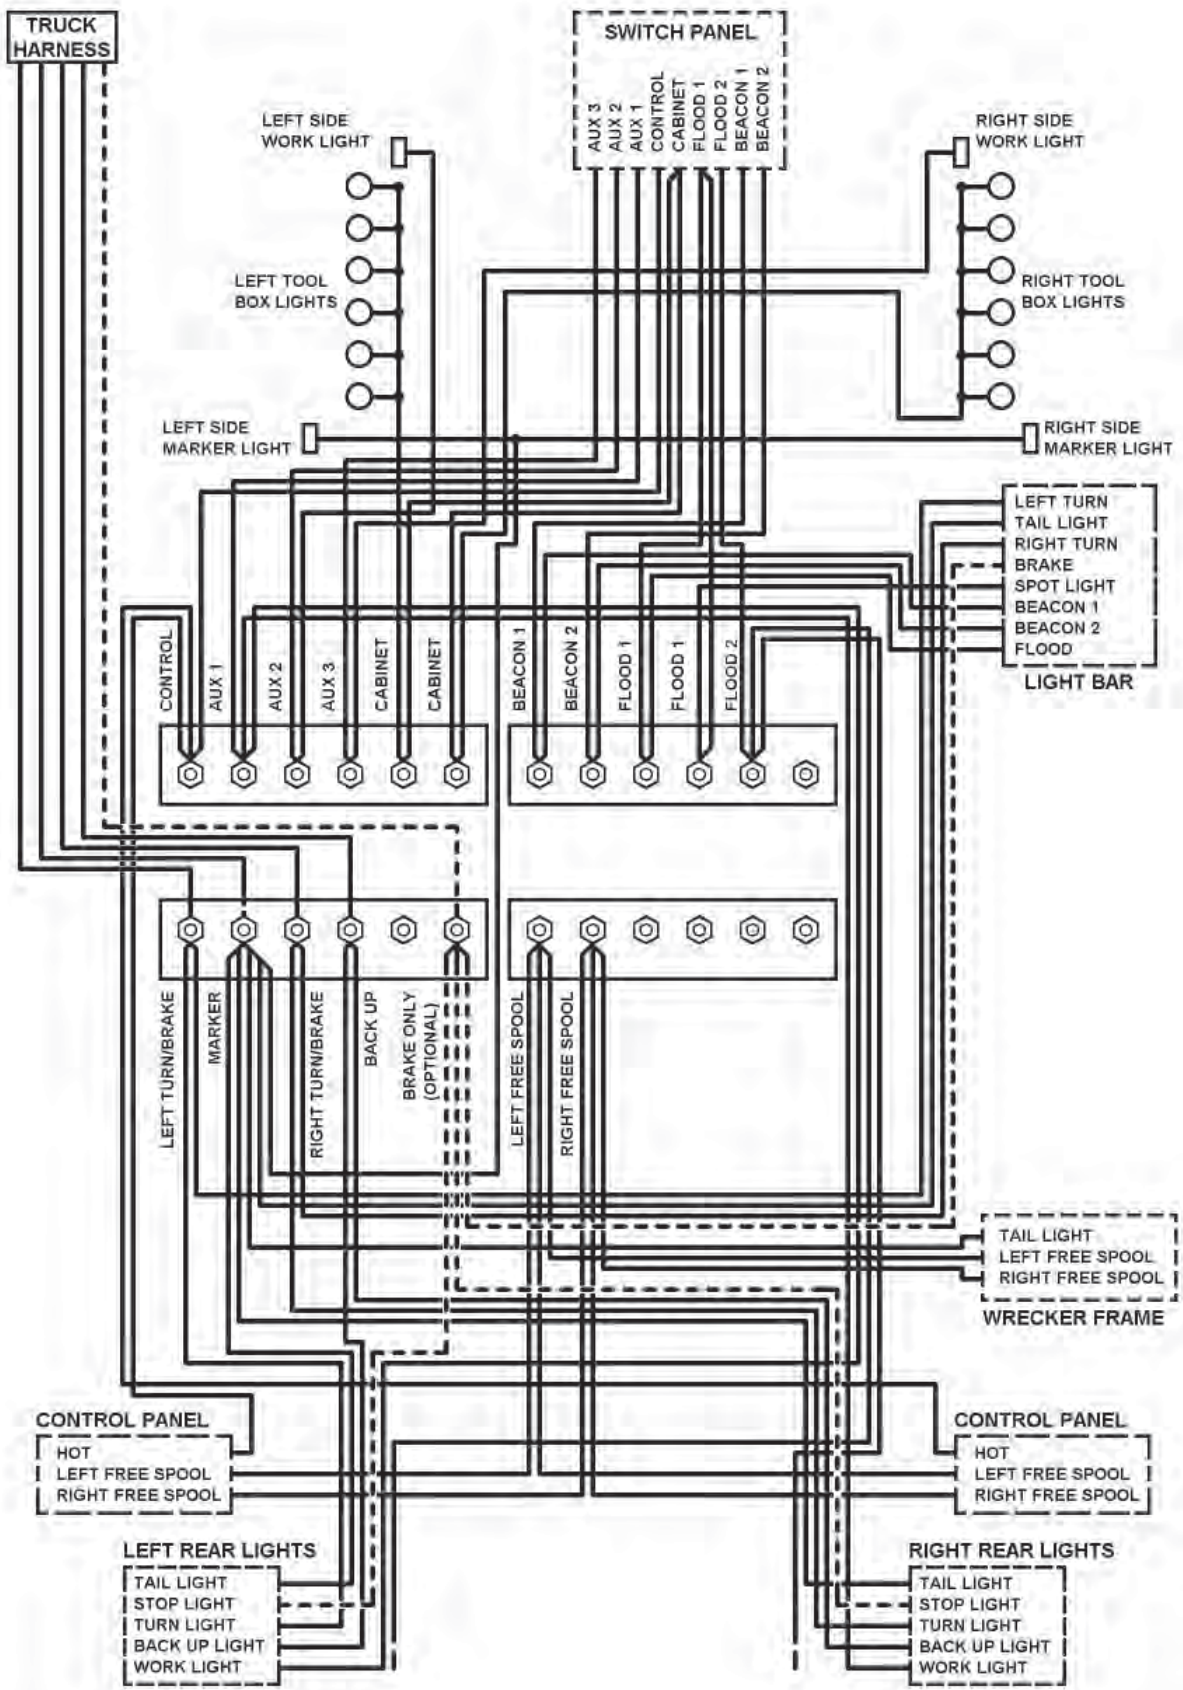 TRUCK
HARNESS
SWITCH PANEL
AUX 3
AUX 2
AUX 1
CONTROL
CABINET
FLOOD 1
FLOOD 2
BEACON 1
BEACON 2
LEFT SIDE
WORK LIGHT
RIGHT SIDE
WORK LIGHT
LEFT TOOL
BOX LIGHTS
RIGHT TOOL
BOX LIGHTS
LEFT SIDE
MARKER LIGHT
RIGHT SIDE
MARKER LIGHT
LEFT TURN
TAIL LIGHT
RIGHT TURN
BRAKE
SPOT LIGHT
BEACON 1
BEACON 2
FLOOD
LIGHT BAR
CONTROL
AUX 1
AUX 2
AUX 3
CABINET
CABINET
BEACON 1
BEACON 2
FLOOD 1
FLOOD 1
FLOOD 2
LEFT TURN/BRAKE
MARKER
RIGHT TURN/BRAKE
BACK UP
BRAKE ONLY
(OPTIONAL)
LEFT FREE SPOOL
RIGHT FREE SPOOL
TAIL LIGHT
LEFT FREE SPOOL
RIGHT FREE SPOOL
WRECKER FRAME
CONTROL PANEL
HOT
LEFT FREE SPOOL
RIGHT FREE SPOOL
CONTROL PANEL
HOT
LEFT FREE SPOOL
RIGHT FREE SPOOL
LEFT REAR LIGHTS
TAIL LIGHT
STOP LIGHT
TURN LIGHT
BACK UP LIGHT
WORK LIGHT
RIGHT REAR LIGHTS
TAIL LIGHT
STOP LIGHT
TURN LIGHT
BACK UP LIGHT
WORK LIGHT